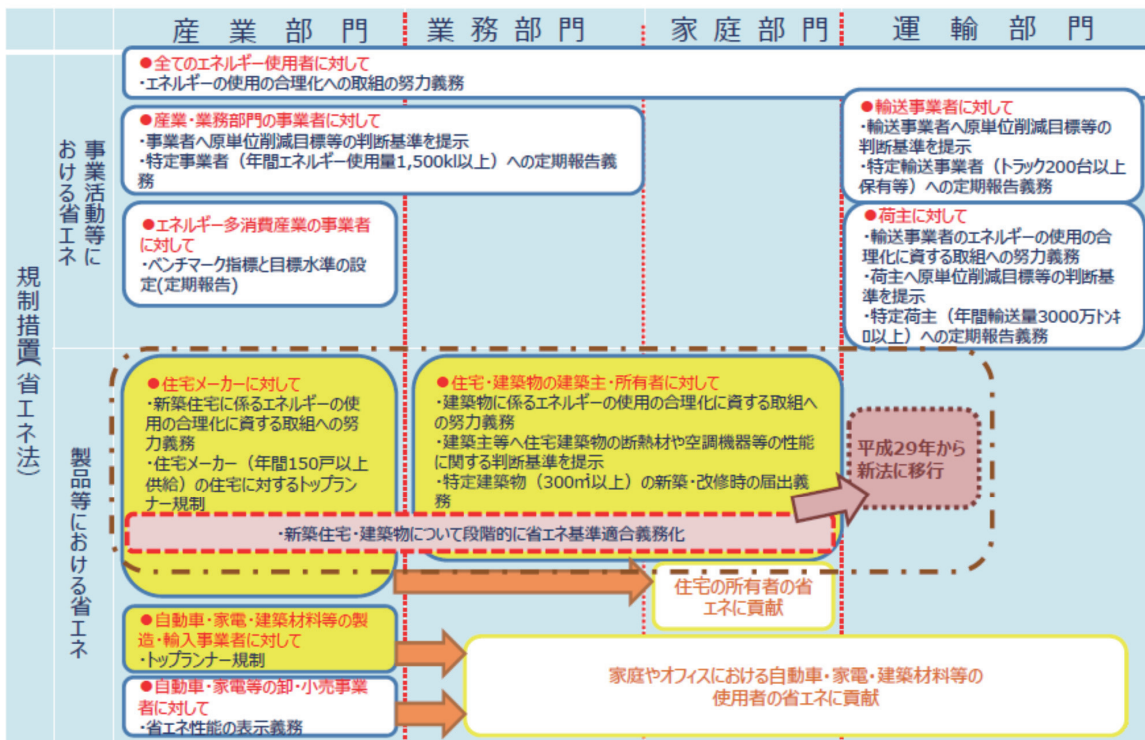 産業部門
業務部門
家庭部門
運輸部門
規制措置(省エネ法)
事業活動等に
おける省エネ
●全てのエネルギー使用者に対して
・エネルギーの使用の合理化への取組の努力義務
●産業・業務部門の事業者に対して
・事業者へ原単位削減目標等の判断基準を提示
・特定事業者（年間エネルギー使用量1,500kl以上）への定期報告義
務
●エネルギー多消費産業の事業者
に対して
・ベンチマーク指標と目標水準の設
定(定期報告)
●輸送事業者に対して
・輸送事業者へ原単位削減目標等の
判断基準を提示
・特定輸送事業者（トラック200台以上
保有等）への定期報告義務
●荷主に対して
・輸送事業者のエネルギーの使用の合
理化に資する取組への努力義務
・荷主へ原単位削減目標等の判断基
準を提示
・特定荷主（年間輸送量3000万トンキ
ロ以上）への定期報告義務
製品等における省エネ
●住宅メーカーに対して
・新築住宅に係るエネルギーの使
用の合理化に資する取組への努
力義務
・住宅メーカー（年間150戸以上
供給）の住宅に対するトップラン
ナー規制
●住宅・建築物の建築主・所有者に対して
・建築物に係るエネルギーの使用の合理化に資する取組へ
の努力義務
・建築主等へ住宅建築物の断熱材や空調機器等の性能
に関する判断基準を提示
・特定建築物（300㎡以上）の新築・改修時の届出義
務
平成29年から
新法に移行
・新築住宅・建築物について段階的に省エネ基準適合義務化
住宅の所有者の省
エネに貢献
●自動車・家電・建築材料等の製
造・輸入事業者に対して
・トップランナー規制
●自動車・家電等の卸・小売事業
者に対して
・省エネ性能の表示義務
家庭やオフィスにおける自動車・家電・建築材料等の
使用者の省エネに貢献